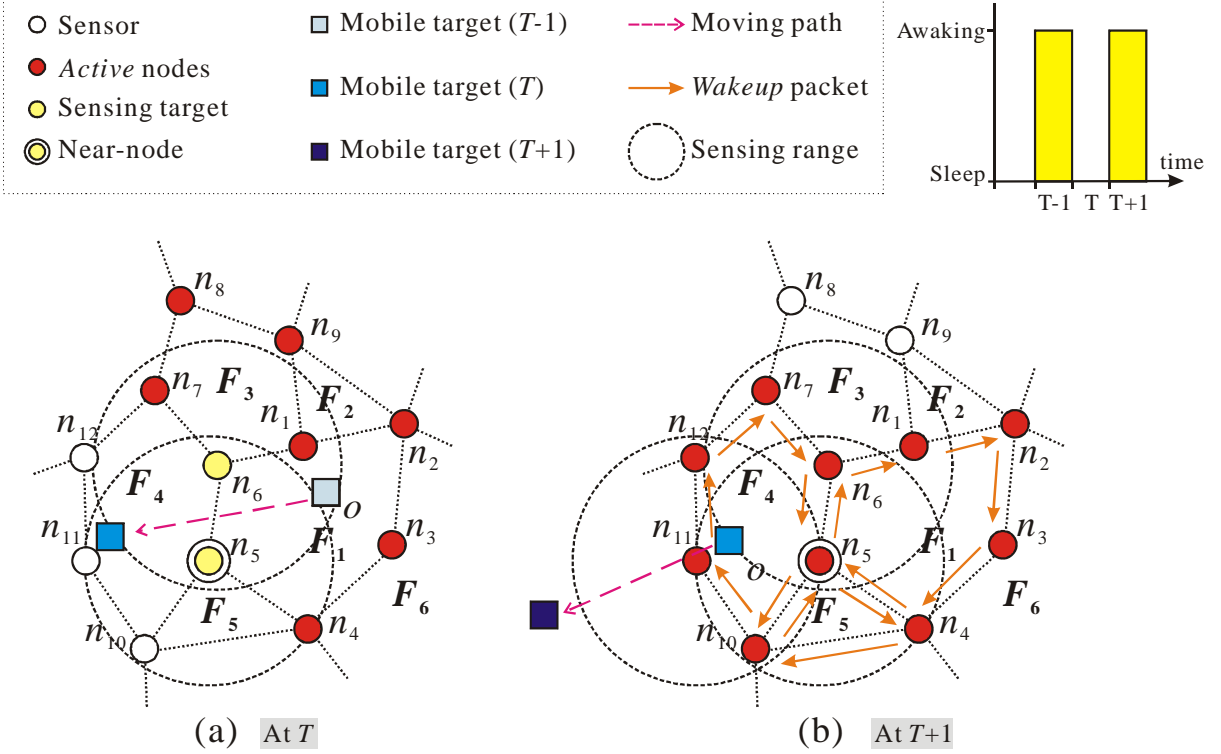 Sensor
Active nodes
Sensing target
Near-node
Mobile target (T-1)
Mobile target (T)
Mobile target (T+1)
Moving path
Wakeup packet
Sensing range
Awaking
Sleep
time
T-1 T T+1
n8
n9
n7
F3
F2
n12
n1
n2
F4
n6
O
n11
n5
F1
n3
F5
F6
n10
n4
(a) At T
n8
n9
n7
F3
F2
n12
n1
n2
F4
n6
n11
O
n5
F1
n3
F5
F6
n10
n4
(b) At T+1